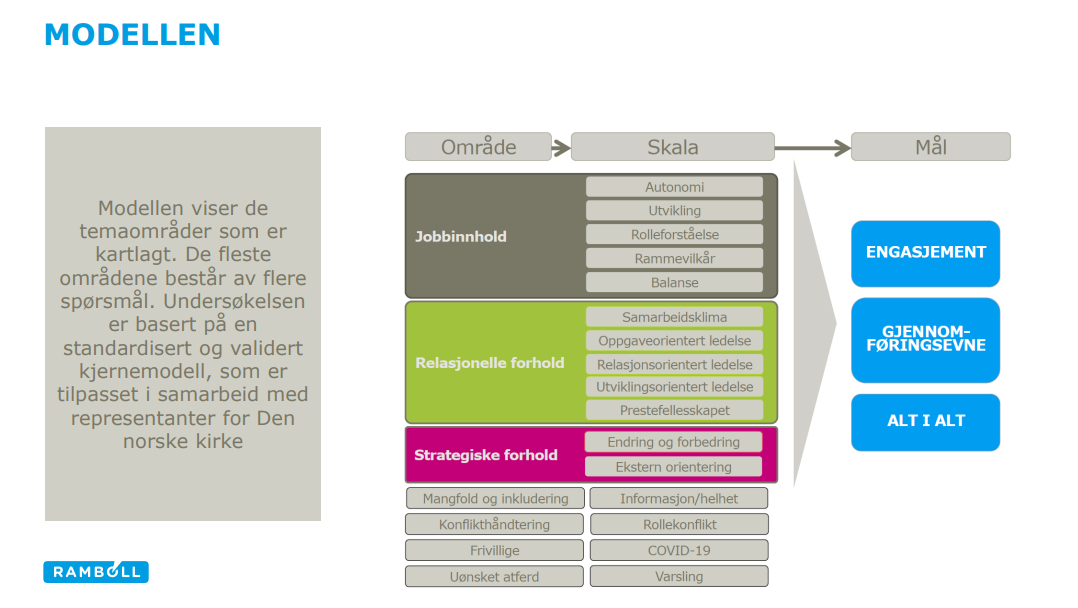 MODELLEN
Modellen viser de
temaområder som er
kartlagt. De fleste
områdene består av flere
spørsmål. Undersøkelsen
er basert på en
standardisert og validert
kjernemodell, som er
tilpasset i samarbeid med
representanter for Den
norske kirke
Område
Skala
Mål
Jobbinnhold
Autonomi
Utvikling
Rolleforståelse
Rammevilkår
Balanse
Relasjonelle forhold
Samarbeidsklima
Oppgaveorientert ledelse
Relasjonsorientert ledelse
Utviklingsorientert ledelse
Prestefellesskapet
Strategiske forhold
Endring og forbedring
Ekstern orientering
Mangfold og inkludering
Informasjon/helhet
Konflikthåndtering
Rollekonflikt
Frivillige
COVID-19
Uønsket atferd
Varsling
ENGASJEMENT
GJENNOM-
FØRINGSEVNE
ALT I ALT
RAMBØLL